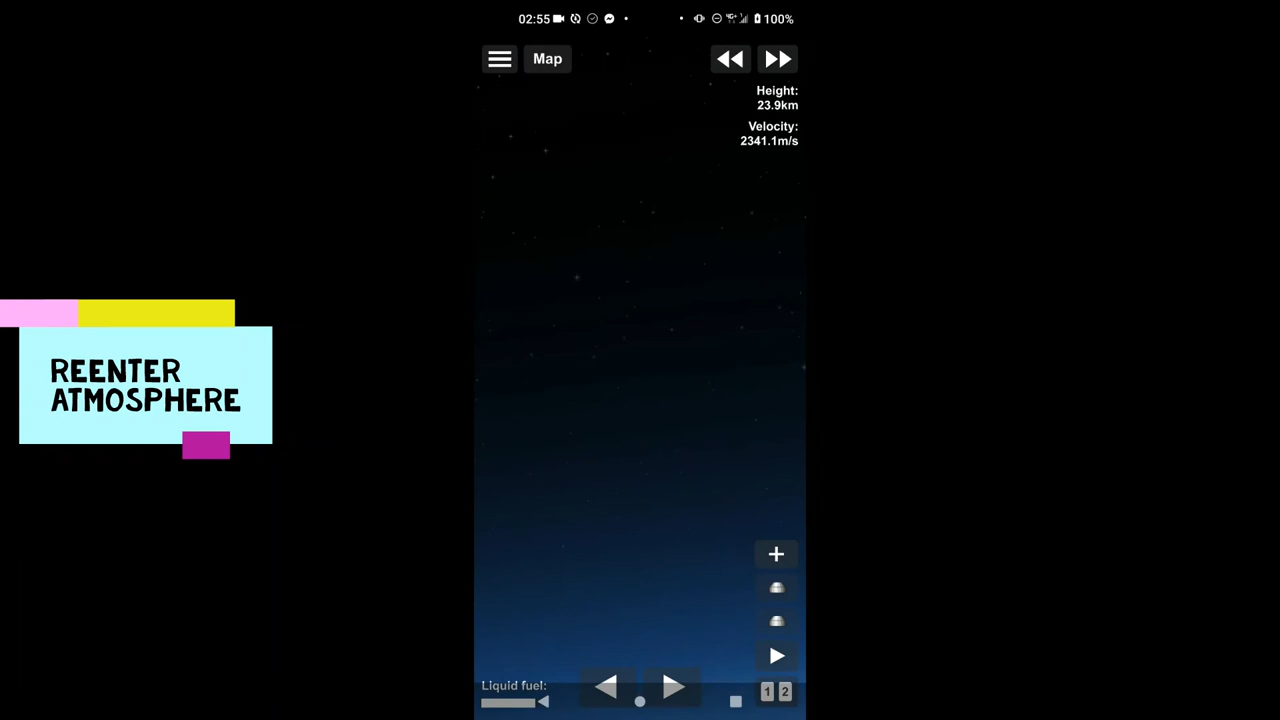 02:55
100%
Map
Height:
23.9km
Velocity:
2341.1m/s
REENTER
ATMOSPHERE
Liquid fuel:
1 2